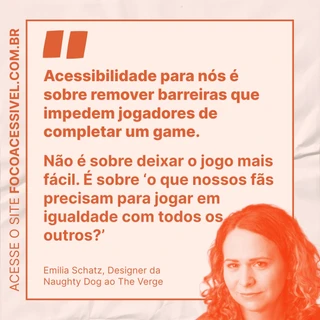 ACESSE O SITE FOCOACESSIVEL.COM.BR
Acessibilidade para nós é
sobre remover barreiras que
impedem jogadores de
completar um game.
Não é sobre deixar o jogo mais
fácil. É sobre ‘o que nossos fãs
precisam para jogar em
igualdade com todos os
outros?’
Emilia Schatz, Designer da
Naughty Dog ao The Verge